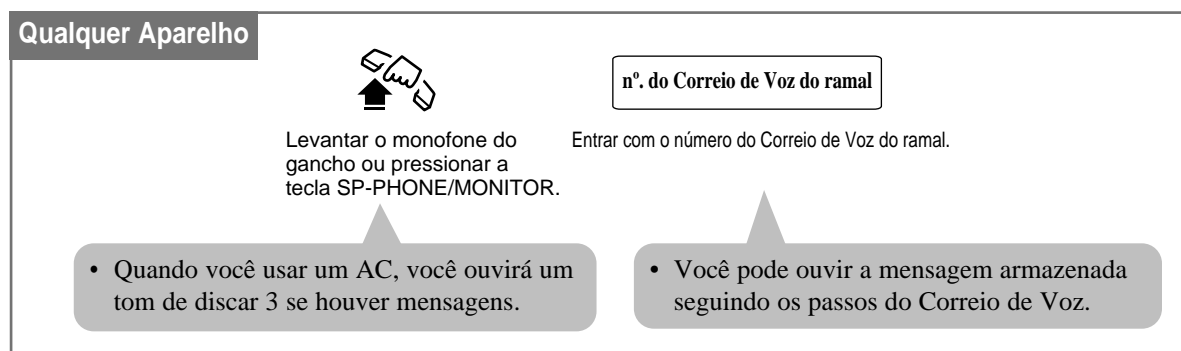 Qualquer Aparelho
nº. do Correio de Voz do ramal
Levantar o monofone do
gancho ou pressionar a
tecla SP-PHONE/MONITOR.
Entrar com o número do Correio de Voz do ramal.
• Quando você usar um AC, você ouvirá um
tom de discar 3 se houver mensagens.
• Você pode ouvir a mensagem armazenada
seguindo os passos do Correio de Voz.